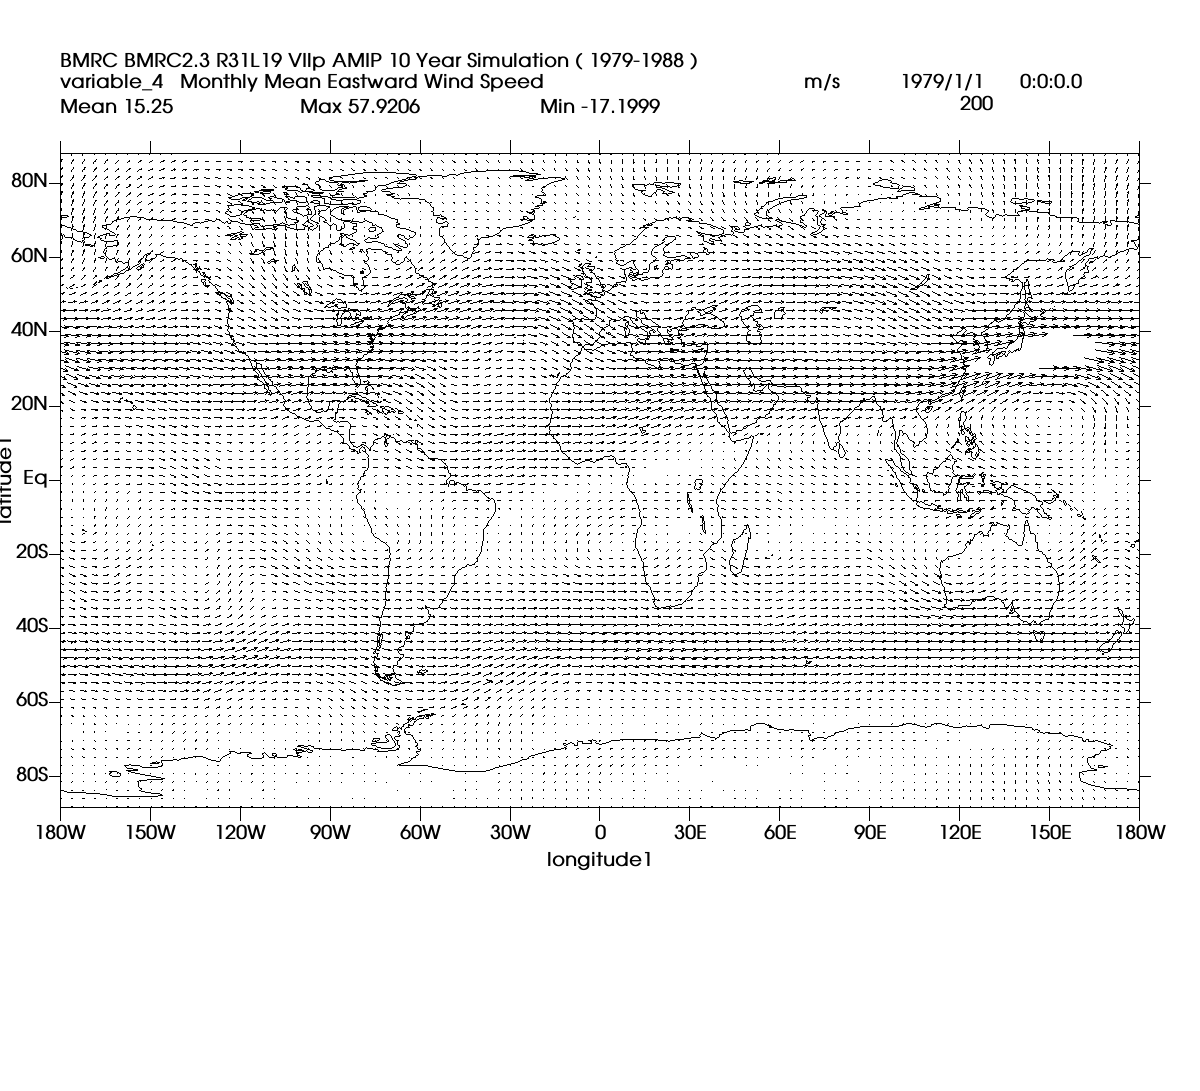 BMRC BMRC2.3 R31L19 VIIp AMIP 10 Year Simulation ( 1979-1988 )
variable_4 Monthly Mean Eastward Wind Speed m/s 1979/1/1 0:0:0.0
Mean 15.25 Max 57.9206 Min -17.1999 200
80N
60N
40N
20N
Eq
20S
40S
60S
80S
latitude1
180W 150W 120W 90W 60W 30W 0 30E 60E 90E 120E 150E 180W
longitude1